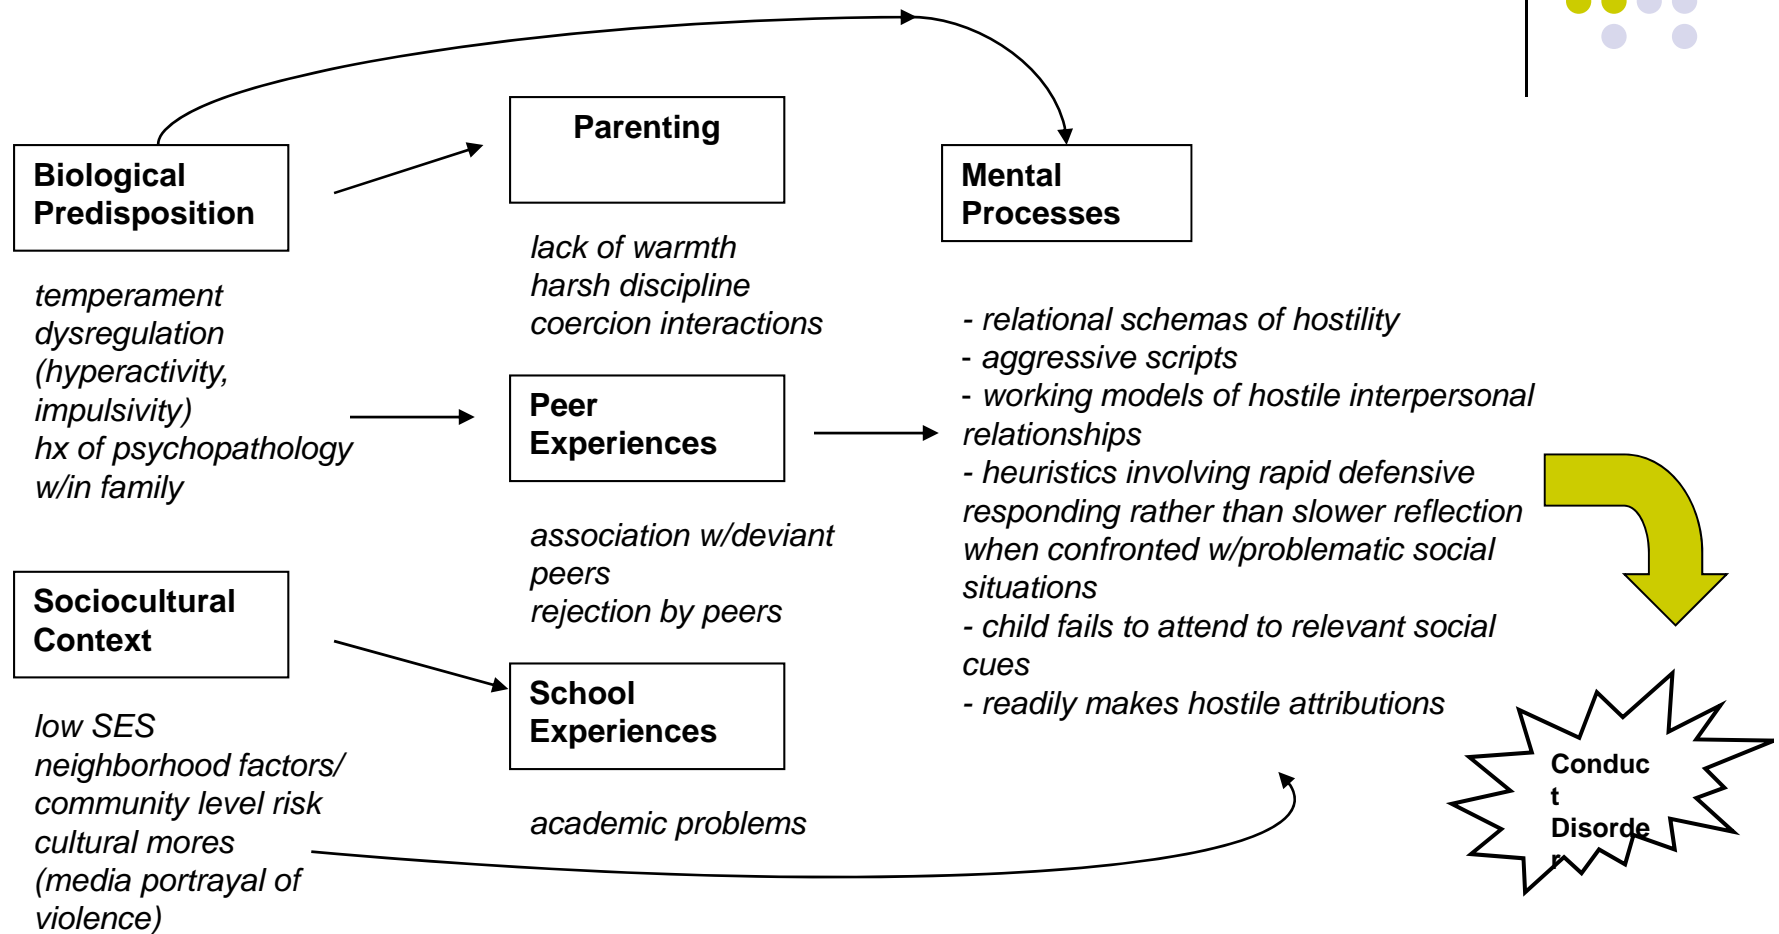 Biological
Predisposition
temperament
dysregulation
(hyperactivity,
impulsivity)
hx of psychopathology
w/in family
Sociocultural
Context
low SES
neighborhood factors/
community level risk
cultural mores
(media portrayal of
violence)
Parenting
lack of warmth
harsh discipline
coercion interactions
Peer
Experiences
association w/deviant
peers
rejection by peers
School
Experiences
academic problems
Mental
Processes
- relational schemas of hostility
- aggressive scripts
- working models of hostile interpersonal
relationships
- heuristics involving rapid defensive
responding rather than slower reflection
when confronted w/problematic social
situations
- child fails to attend to relevant social
cues
- readily makes hostile attributions
Conduc
t
Disorde
r